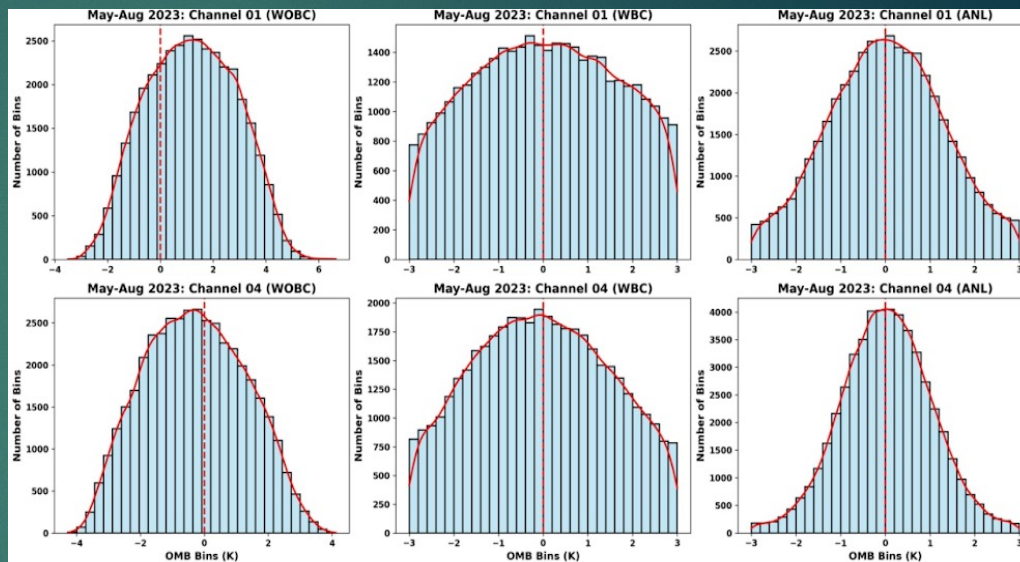 May-Aug 2023: Channel 01 (WOBC)
Number of Bins
2500
2000
1500
1000
500
0
−4 −2 0 2 4 6
May-Aug 2023: Channel 01 (WBC)
Number of Bins
1400
1200
1000
800
600
400
200
0
−3 −2 −1 0 1 2 3
May-Aug 2023: Channel 01 (ANL)
Number of Bins
2500
2000
1500
1000
500
0
−3 −2 −1 0 1 2 3
May-Aug 2023: Channel 04 (WOBC)
Number of Bins
2500
2000
1500
1000
500
0
−4 −2 0 2 4
OMB Bins (K)
May-Aug 2023: Channel 04 (WBC)
Number of Bins
2000
1750
1500
1250
1000
750
500
250
0
−3 −2 −1 0 1 2 3
OMB Bins (K)
May-Aug 2023: Channel 04 (ANL)
Number of Bins
4000
3500
3000
2500
2000
1500
1000
500
0
−3 −2 −1 0 1 2 3
OMB Bins (K)